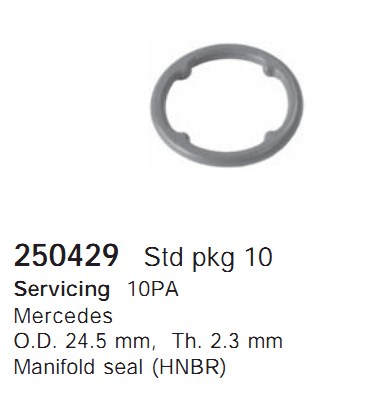 250429 Std pkg 10
Servicing 10PA
Mercedes
O.D. 24.5 mm, Th. 2.3 mm
Manifold seal (HNBR)